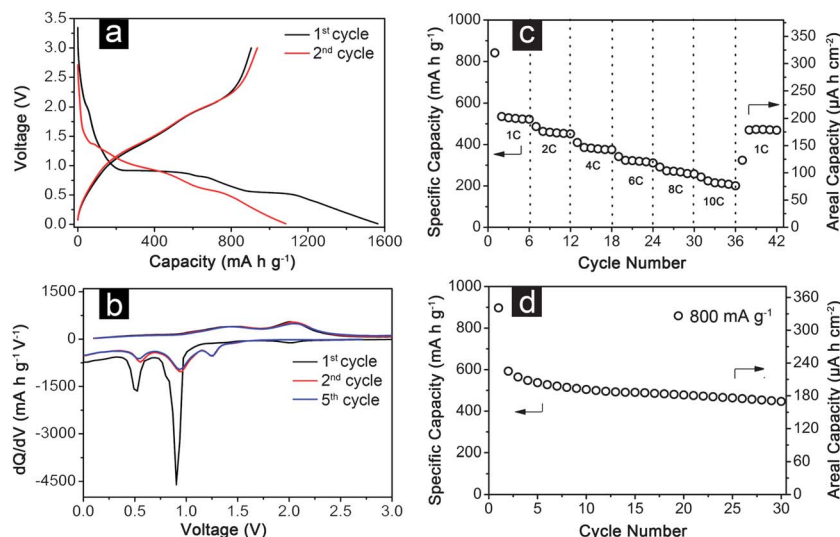 a
1st cycle
2nd cycle
3.5
3.0
2.5
2.0
1.5
1.0
0.5
0.0
Voltage (V)
0 400 800 1200 1600
Capacity (mA h g-1)
b
1500
0
-1500
-3000
-4500
dQ/dV (mA h g-1 V-1)
1st cycle
2nd cycle
5th cycle
0.0 0.5 1.0 1.5 2.0 2.5 3.0
Voltage (V)
c
1000
800
600
400
200
0
Specific Capacity (mA h g-1)
1C 2C 4C 6C 8C 10C 1C
350
300
250
200
150
100
50
0
Areal Capacity (µA h cm-2)
0 6 12 18 24 30 36 42
Cycle Number
d
800 mA g-1
1000
800
600
400
200
0
Specific Capacity (mA h g-1)
360
300
240
180
120
60
0
Areal Capacity (µA h cm-2)
0 5 10 15 20 25 30
Cycle Number